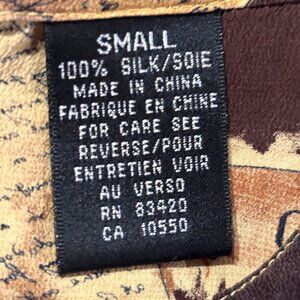 SMALL
100% SILK/SOIE
MADE IN CHINA
FABRIQUE EN CHINE
FOR CARE SEE
REVERSE/POUR
ENTRETIEN VOIR
AU VERSO
RN 83420
CA 10550